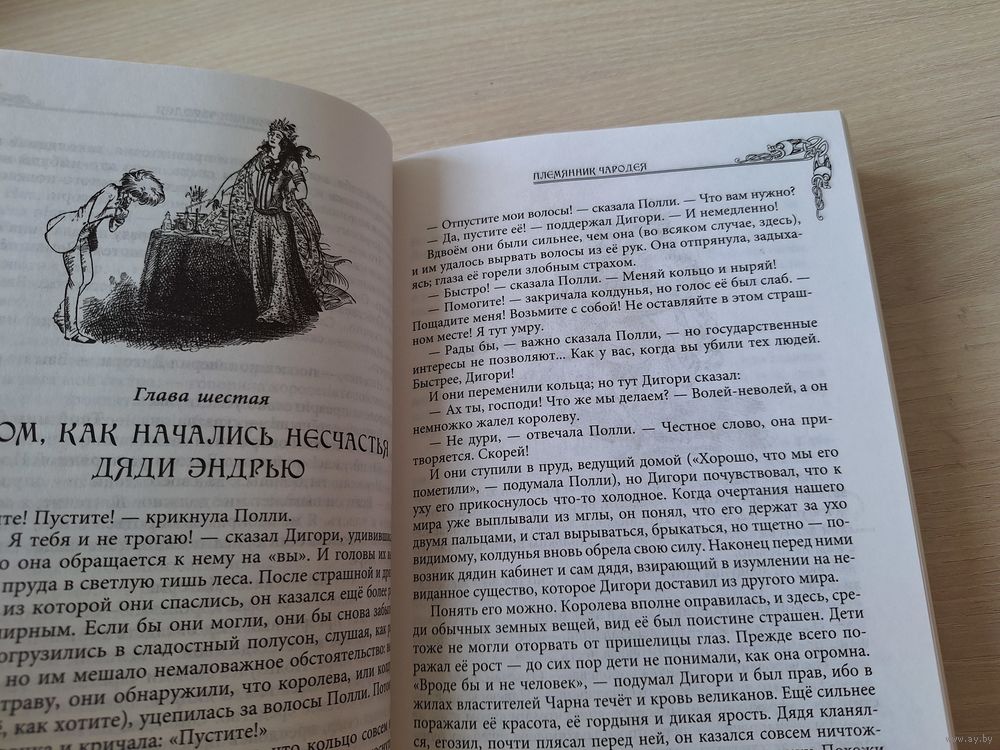 Глава шестая
ОМ, КАК НАЧАЛИСЬ НЕСЧАСТЬЯ
ДЯДИ ЭНДРЬЮ
те! Пустите! — крикнула Полли.
Я тебя и не трогаю! — сказал Дигори,
о она обращается к нему на «вы». И головы их
пруда в светлую тишь леса. После страшной и
из которой они спаслись, он казался ещё более
мирным. Если бы они могли, они бы снова
огрузились в сладостный полусон, слушая, как
но им мешало немаловажное обстоятельство:
траву, они обнаружили, что королева, или
как хотите), уцепилась за волосы Полли.
и кричала: «Пустите!»
что кольцо совсем
ПЛЕМЯННИК ЧАРОДЕЯ
— Отпустите мои волосы! — сказала Полли. — Что вам нужно?
— Да, пустите её! — поддержал Дигори. — И немедленно!
Вдвоём они были сильнее, чем она (во всяком случае, здесь),
и им удалось вырвать волосы из её рук. Она отпрянула, задыха-
ясь; глаза её горели злобным страхом.
— Быстро! — сказала Полли. — Меняй кольцо и ныряй!
— Помогите! — закричала колдунья, но голос её был слаб. —
Пощадите меня! Возьмите с собой! Не оставляйте в этом страш-
ном месте! Я тут умру.
— Рады бы, — важно сказала Полли, — но государственные
интересы не позволяют... Как у вас, когда вы убили тех людей.
Быстрее, Дигори!
И они переменили кольца; но тут Дигори сказал:
— Ах ты, господи! Что же мы делаем? — Волей-неволей, а он
немножко жалел королеву.
— Не дури, — отвечала Полли. — Честное слово, она при-
творяется. Скорей!
И они ступили в пруд, ведущий домой («Хорошо, что мы его
пометили», — подумала Полли), но Дигори почувствовал, что к
уху его прикоснулось что-то холодное. Когда очертания нашего
мира уже выплывали из мглы, он понял, что его держат за ухо
двумя пальцами, и стал вырываться, брыкаться, но тщетно — по-
видимому, колдунья вновь обрела свою силу. Наконец перед ними
возник дядин кабинет и сам дядя, взирающий в изумлении на не-
виданное существо, которое Дигори доставил из другого мира.
Понять его можно. Королева вполне оправилась, и здесь, сре-
ди обычных земных вещей, вид её был поистине страшен. Дети
тоже не могли оторвать от пришелицы глаз. Прежде всего по-
ражал её рост — до сих пор дети не понимали, как она огромна.
«Вроде бы и не человек», — подумал Дигори и был прав, ибо в
жилах властителей Чарна течёт и кровь великанов. Ещё сильнее
поражали её красота, её гордыня и дикая ярость. Дядя кланял-
ся, егозил, почти плясал перед ней, он казался совсем ничтож-
www.ay.by